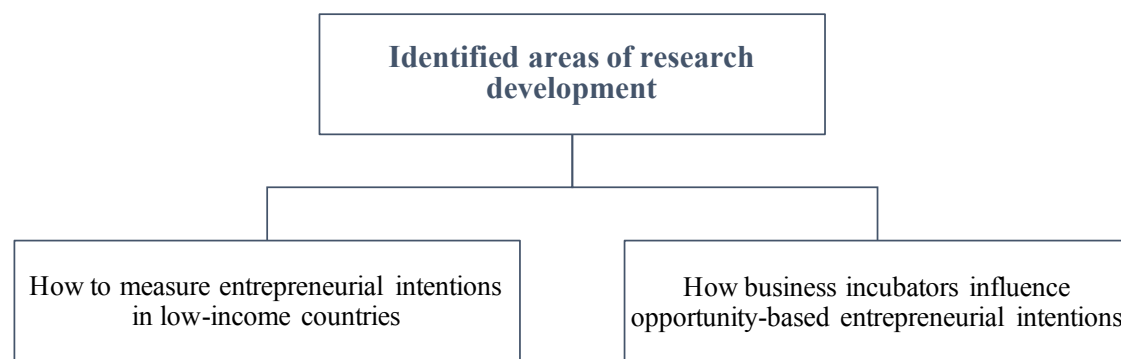 Identified areas of research
development
How to measure entrepreneurial intentions
in low-income countries
How business incubators influence
opportunity-based entrepreneurial intentions